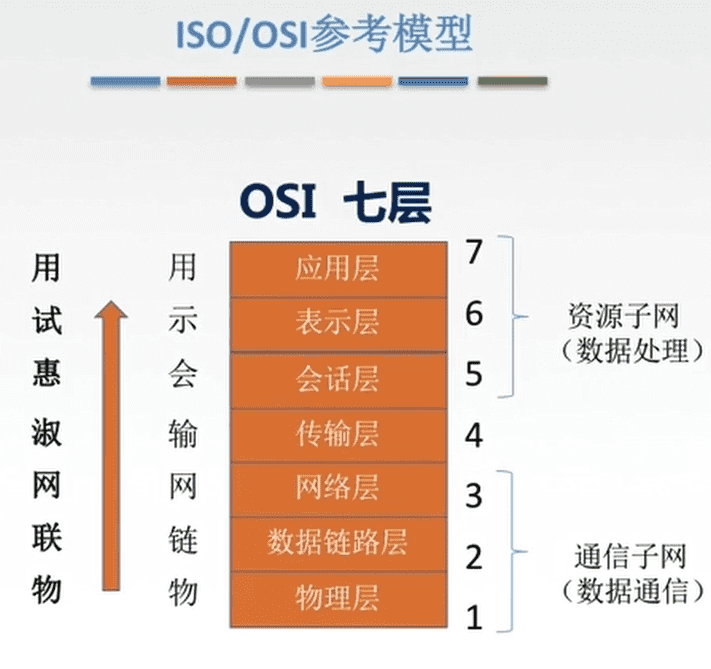 ISO/OSI参考模型
OSI 七层
用 用 应用层 7
试 示 表示层 6
惠 会 会话层 5
淑 输 传输层 4
网 网 网络层 3
联 链 数据链路层 2
物 物 物理层 1
资源子网
（数据处理）
通信子网
（数据通信）